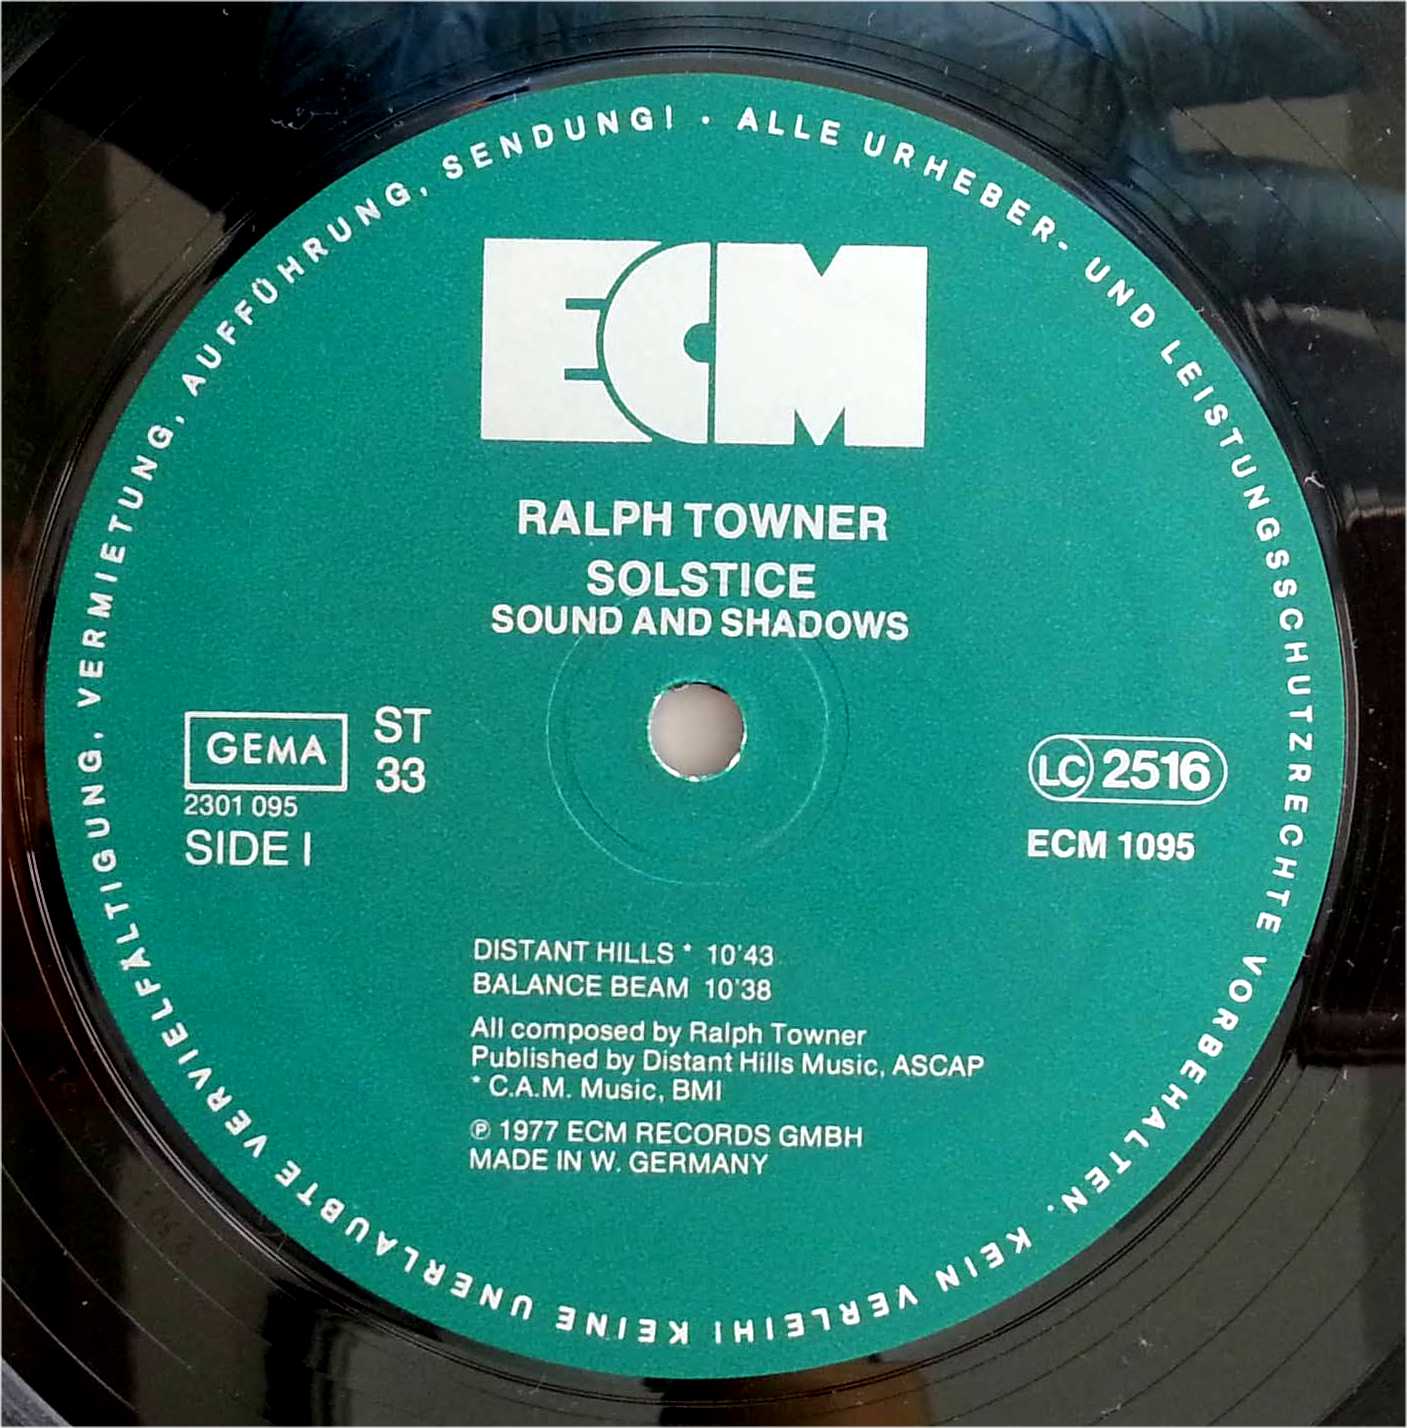 ALLE URHEBER- UND LEISTUNGSSCHUTZRECHTE VORBEHALTEN. KEIN VERLEIH! KEINE UNERLAUBTE VERVIELFÄLTIGUNG, VERMIETUNG, AUFFÜHRUNG, SENDUNG! ·
ECM
RALPH TOWNER
SOLSTICE
SOUND AND SHADOWS
GEMA
ST
33
2301 095
SIDE I
LC 2516
ECM 1095
DISTANT HILLS * 10'43
BALANCE BEAM 10'38
All composed by Ralph Towner
Published by Distant Hills Music, ASCAP
* C.A.M. Music, BMI
℗ 1977 ECM RECORDS GMBH
MADE IN W. GERMANY